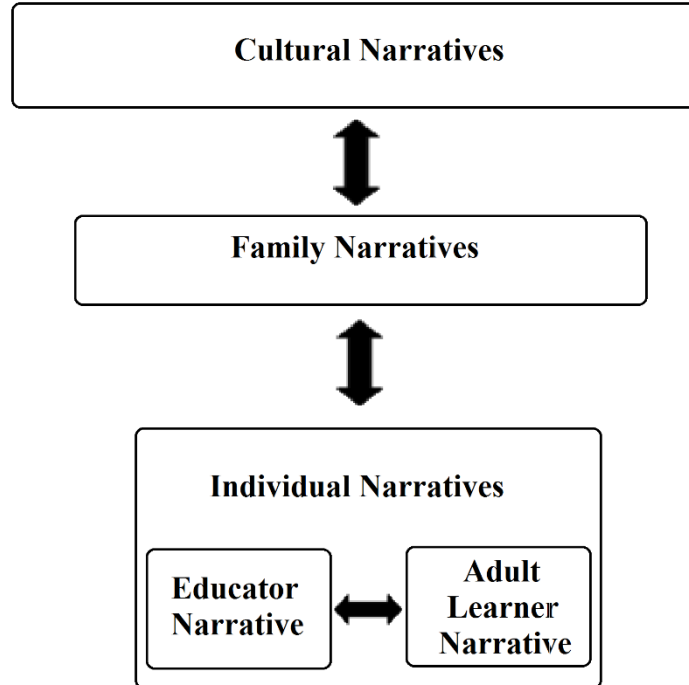 Cultural Narratives
Family Narratives
Individual Narratives
Educator
Narrative
Adult
Learner
Narrative